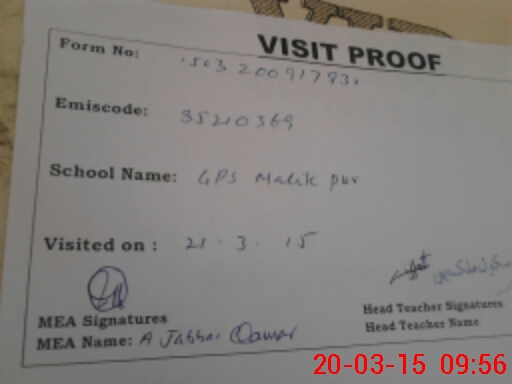 VISIT PROOF
Form No:
Emiscode: 35210369
School Name: GPS Malik pur
Visited on : 21 . 3 . 15
MEA Signatures
Head Teacher Signatures
MEA Name: A Jabbar Qamar
Head Teacher Name
20-03-15 09:56